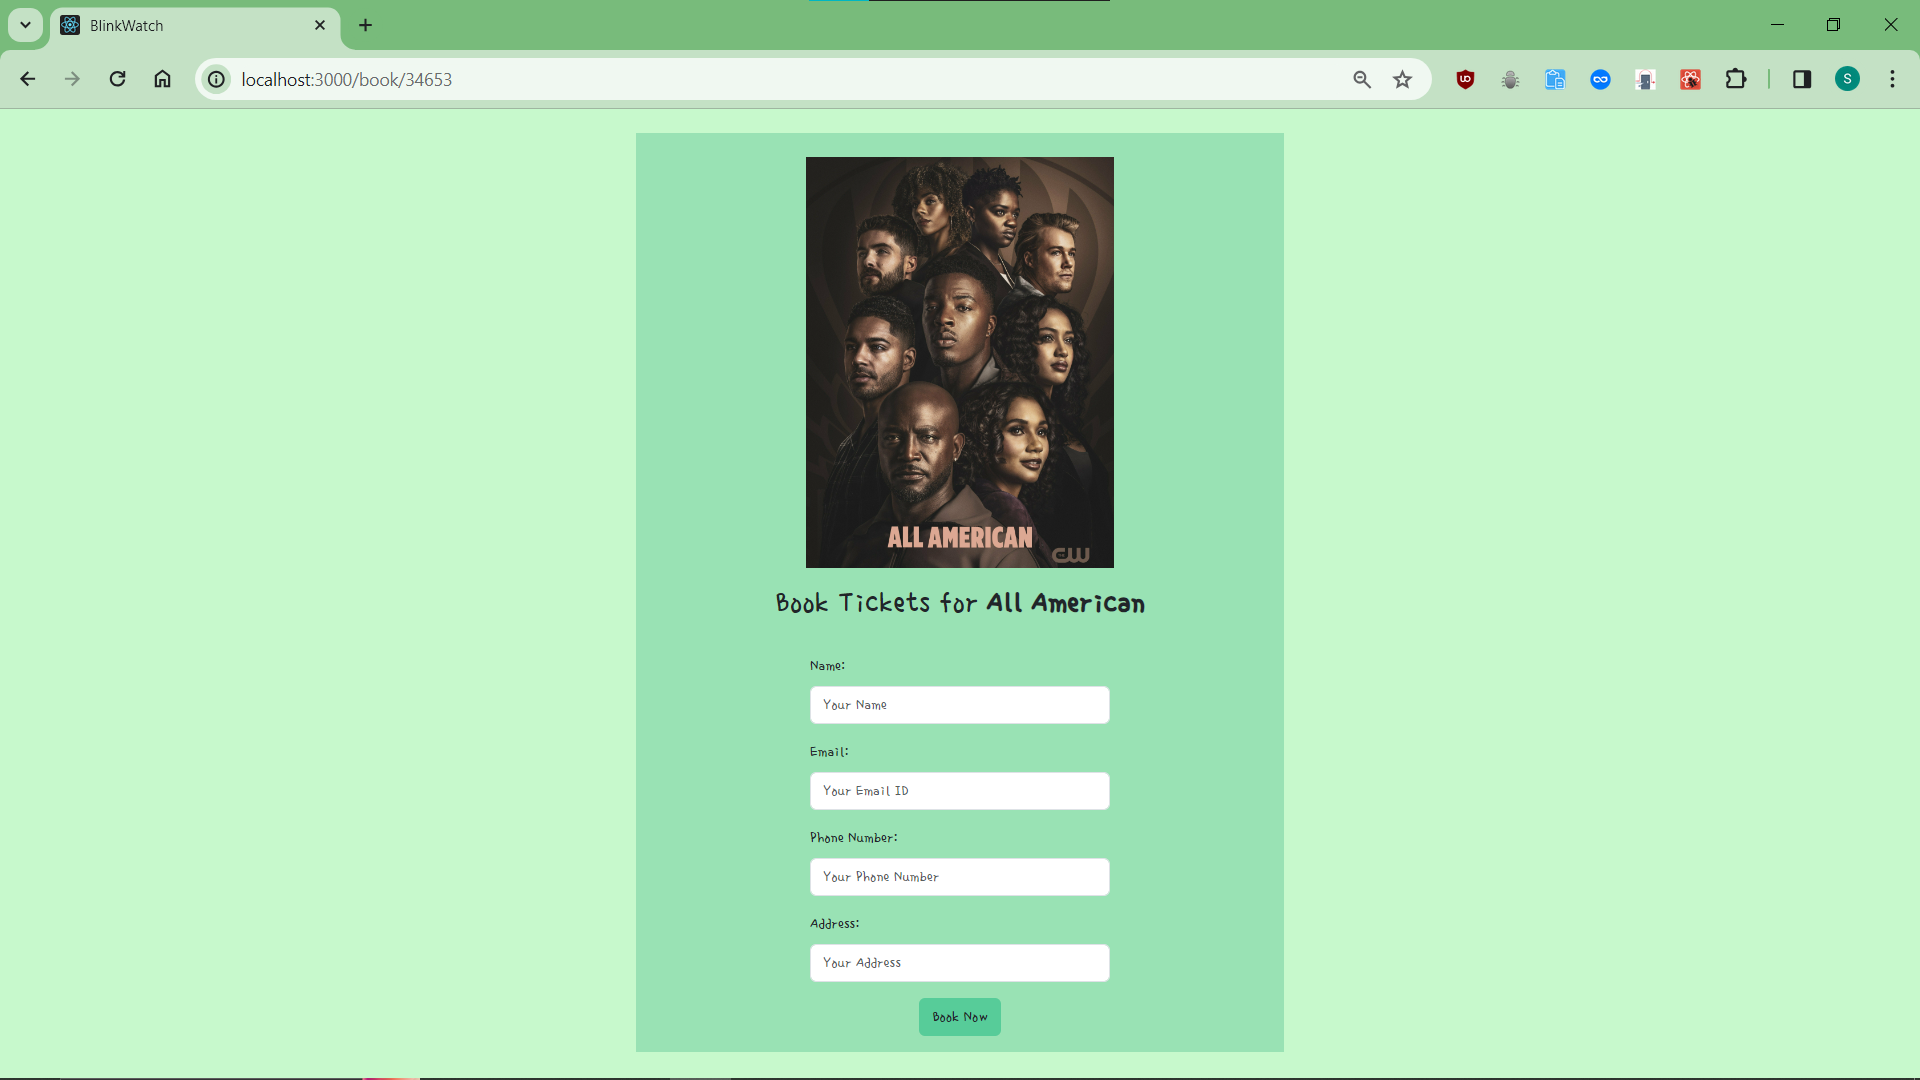 BlinkWatch
localhost:3000/book/34653
S
ALL AMERICAN
CW
Book Tickets for All American
Name:
Your Name
Email:
Your Email ID
Phone Number:
Your Phone Number
Address:
Your Address
Book Now